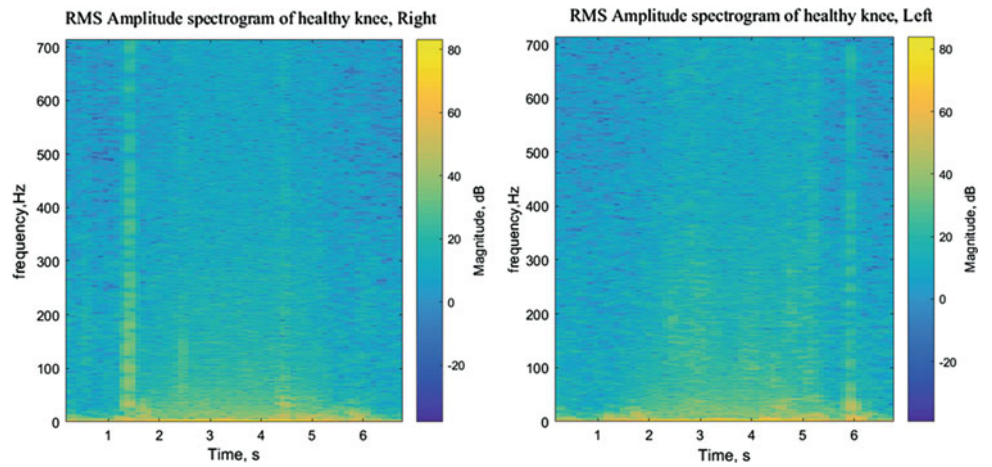 RMS Amplitude spectrogram of healthy knee, Right
700
600
500
400
300
200
100
0
frequency,Hz
1 2 3 4 5 6
Time, s
80
60
40
20
0
-20
Magnitude, dB
RMS Amplitude spectrogram of healthy knee, Left
700
600
500
400
300
200
100
0
frequency,Hz
1 2 3 4 5 6
Time, s
80
60
40
20
0
-20
Magnitude, dB